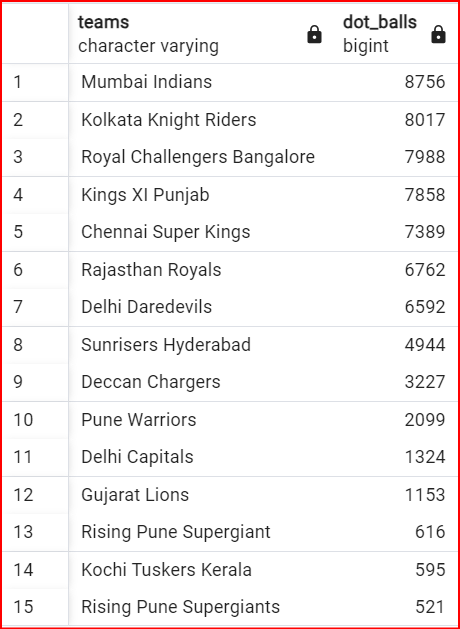 teams dot_balls
character varying bigint
1 Mumbai Indians 8756
2 Kolkata Knight Riders 8017
3 Royal Challengers Bangalore 7988
4 Kings XI Punjab 7858
5 Chennai Super Kings 7389
6 Rajasthan Royals 6762
7 Delhi Daredevils 6592
8 Sunrisers Hyderabad 4944
9 Deccan Chargers 3227
10 Pune Warriors 2099
11 Delhi Capitals 1324
12 Gujarat Lions 1153
13 Rising Pune Supergiant 616
14 Kochi Tuskers Kerala 595
15 Rising Pune Supergiants 521